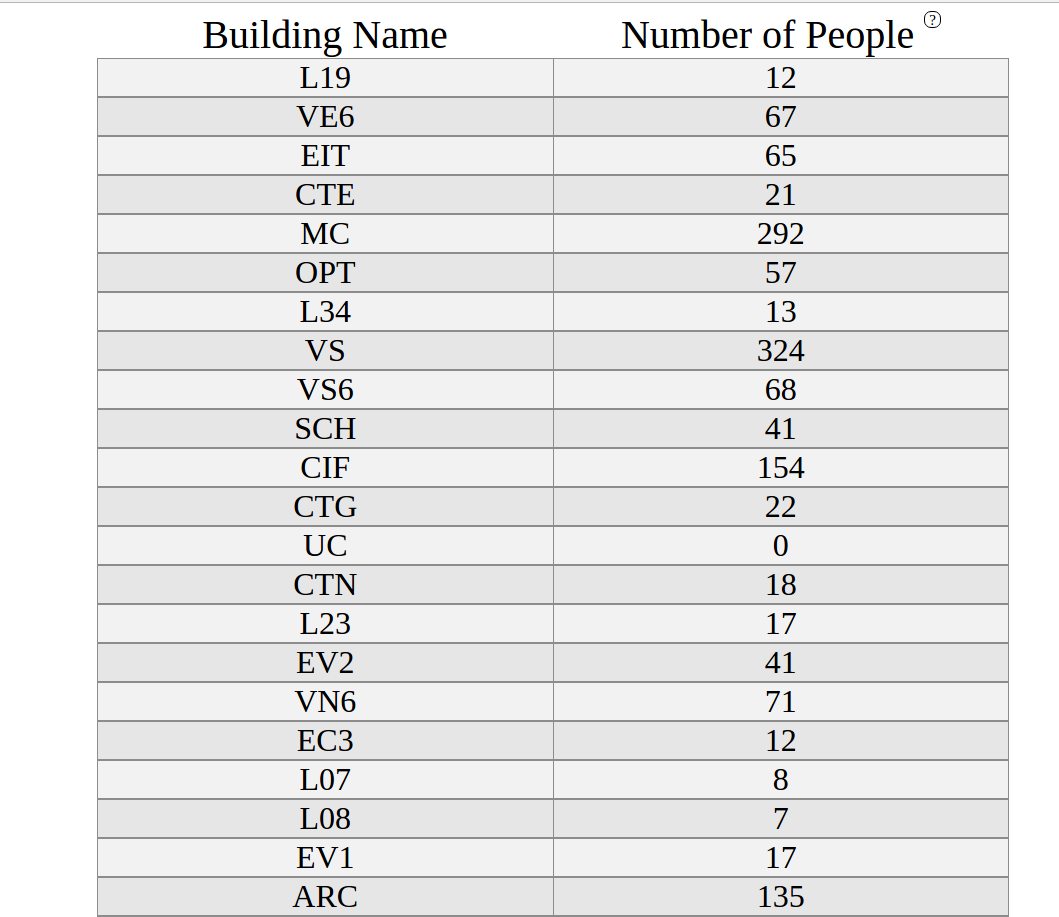 Building Name Number of People ?
L19 12
VE6 67
EIT 65
CTE 21
MC 292
OPT 57
L34 13
VS 324
VS6 68
SCH 41
CIF 154
CTG 22
UC 0
CTN 18
L23 17
EV2 41
VN6 71
EC3 12
L07 8
L08 7
EV1 17
ARC 135